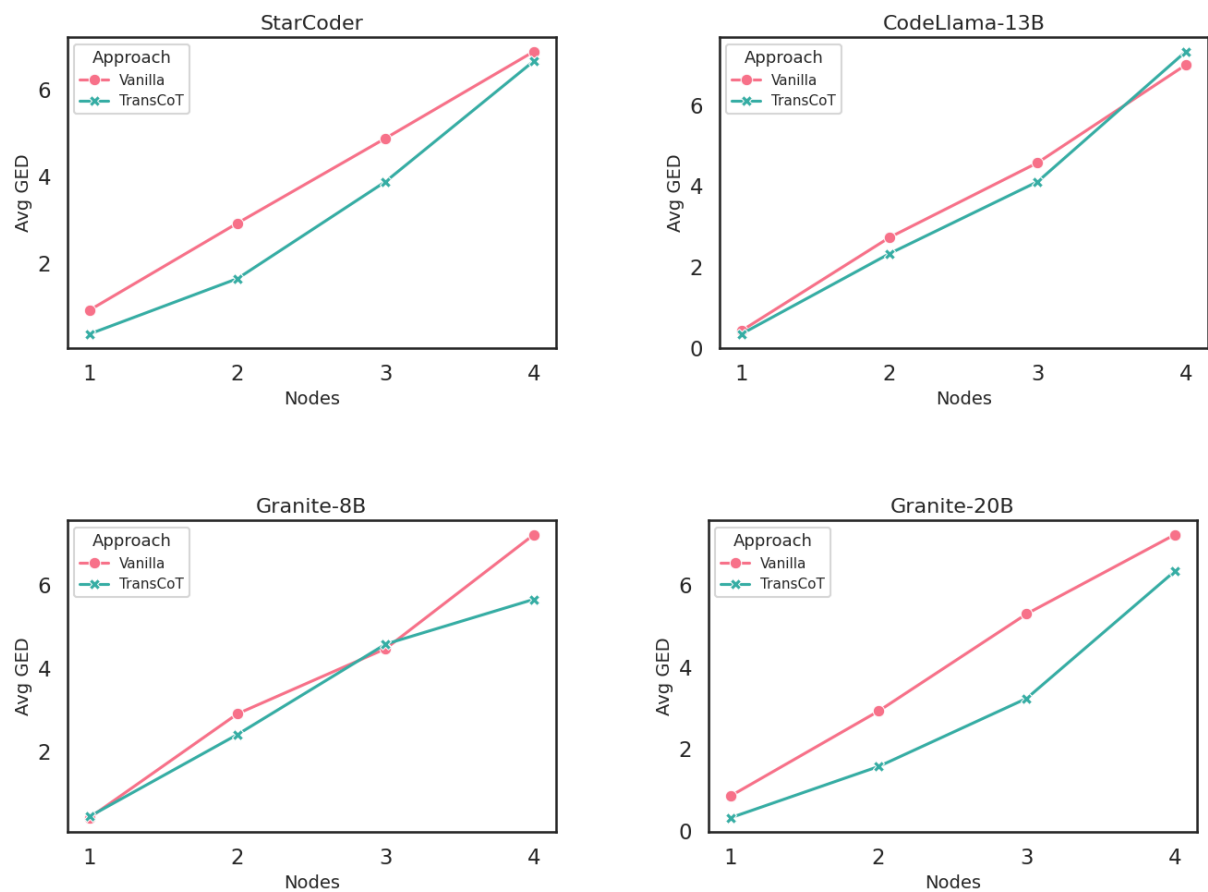 StarCoder
Approach
Vanilla
TransCoT
Avg GED
6
4
2
1 2 3 4
Nodes
CodeLlama-13B
Approach
Vanilla
TransCoT
Avg GED
6
4
2
0
1 2 3 4
Nodes
Granite-8B
Approach
Vanilla
TransCoT
Avg GED
6
4
2
1 2 3 4
Nodes
Granite-20B
Approach
Vanilla
TransCoT
Avg GED
6
4
2
0
1 2 3 4
Nodes